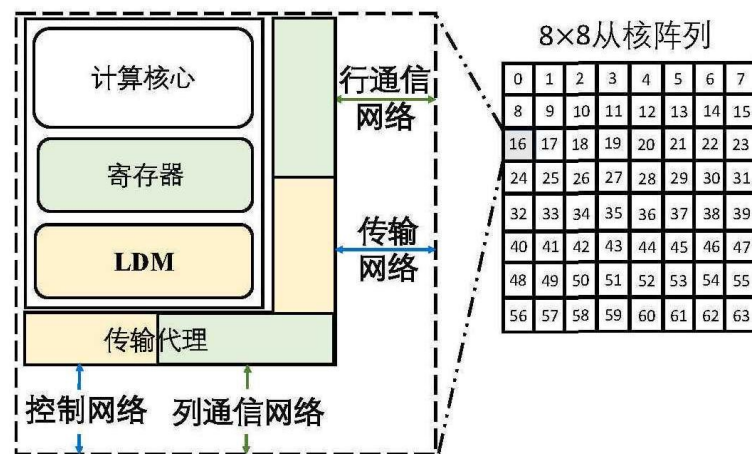 计算核心
寄存器
LDM
传输代理
行通信
网络
传输
网络
控制网络
列通信网络
8×8从核阵列
0 1 2 3 4 5 6 7
8 9 10 11 12 13 14 15
16 17 18 19 20 21 22 23
24 25 26 27 28 29 30 31
32 33 34 35 36 37 38 39
40 41 42 43 44 45 46 47
48 49 50 51 52 53 54 55
56 57 58 59 60 61 62 63